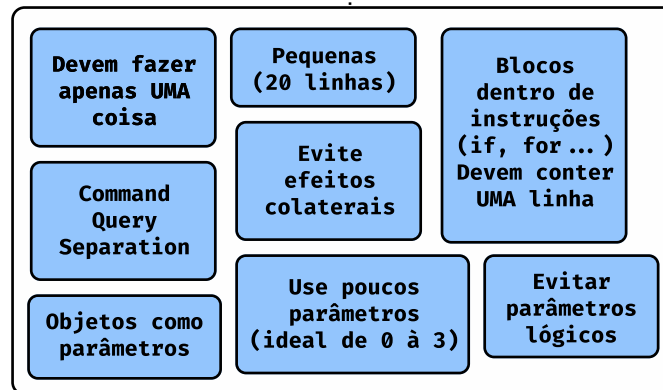 Devem fazer
apenas UMA
coisa
Pequenas
(20 linhas)
Blocos
dentro de
instruções
(if, for...)
Devem conter
UMA linha
Evite
efeitos
colaterais
Command
Query
Separation
Use poucos
parâmetros
(ideal de 0 à 3)
Evitar
parâmetros
lógicos
Objetos como
parâmetros